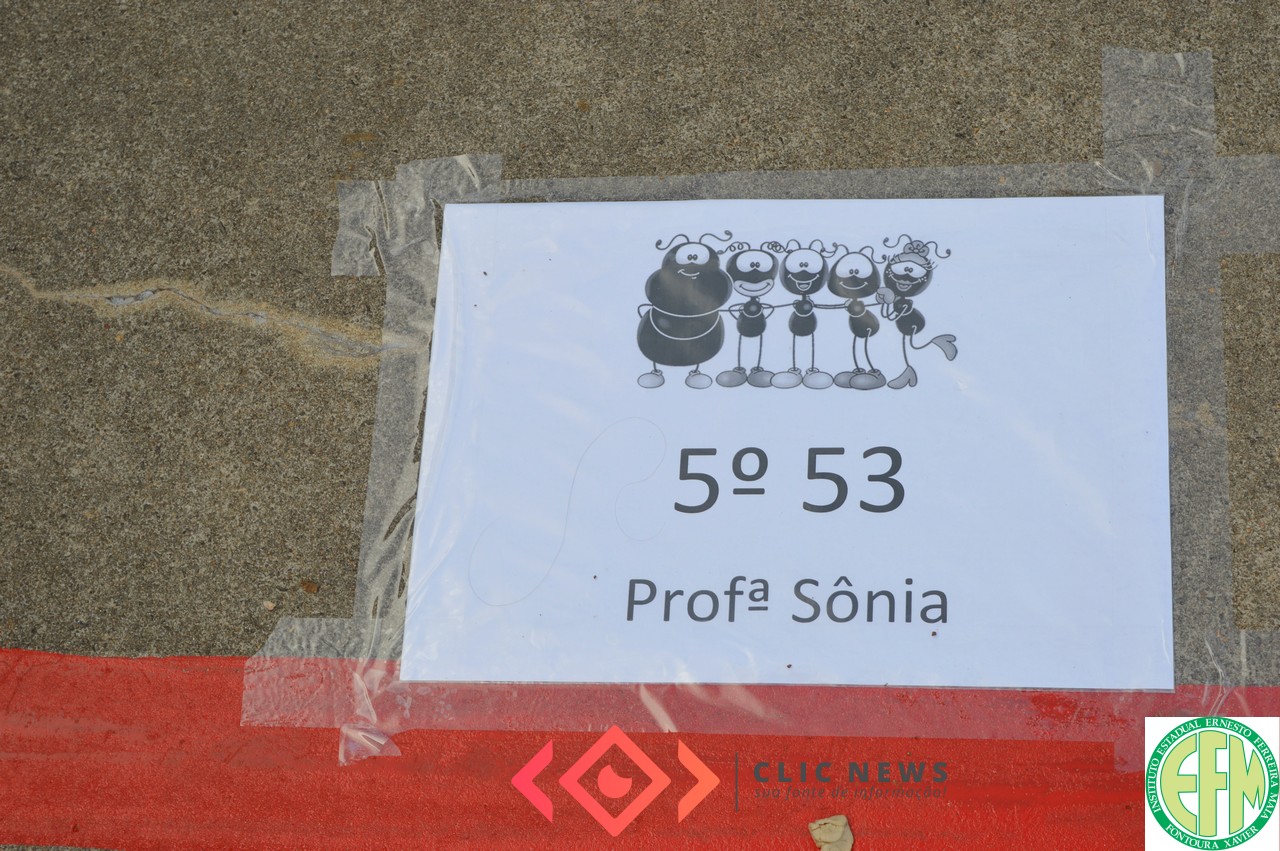 5º 53
Profª Sônia
CLIC NEWS
sua fonte de informação!
INSTITUTO ESTADUAL ERNESTO FERREIRA MAIA
EFM
FONTOURA XAVIER